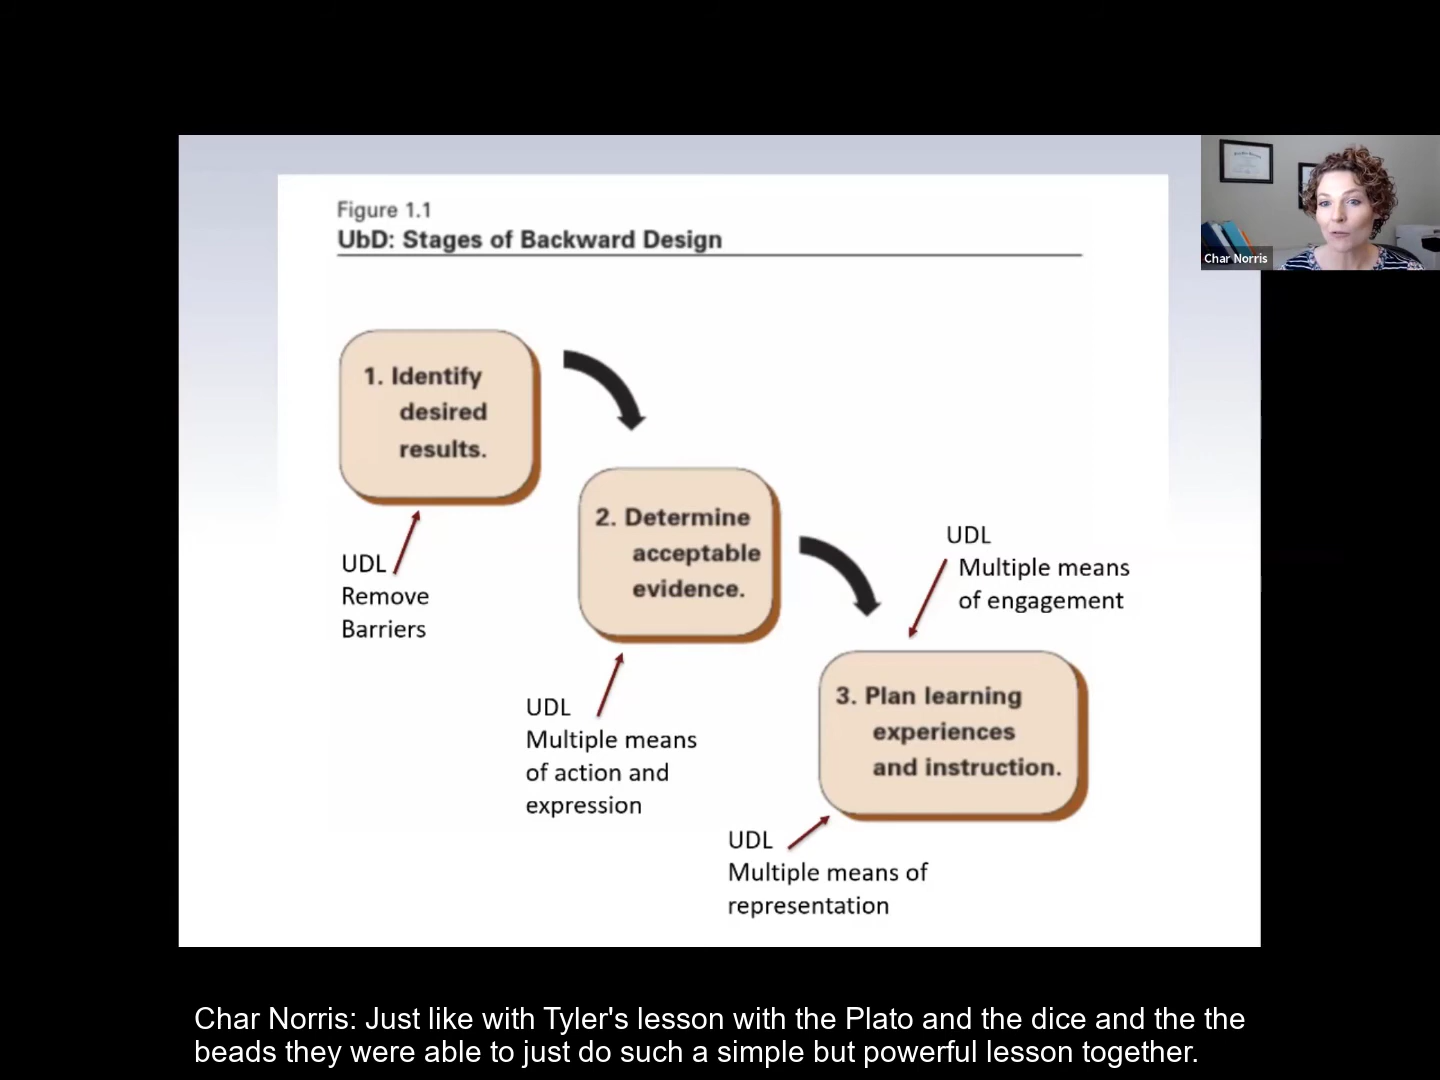 Figure 1.1
UbD: Stages of Backward Design
1. Identify
desired
results.
UDL
Remove
Barriers
2. Determine
acceptable
evidence.
UDL
Multiple means
of action and
expression
UDL
Multiple means
of engagement
3. Plan learning
experiences
and instruction.
UDL
Multiple means of
representation
Char Norris
Char Norris: Just like with Tyler's lesson with the Plato and the dice and the the
beads they were able to just do such a simple but powerful lesson together.